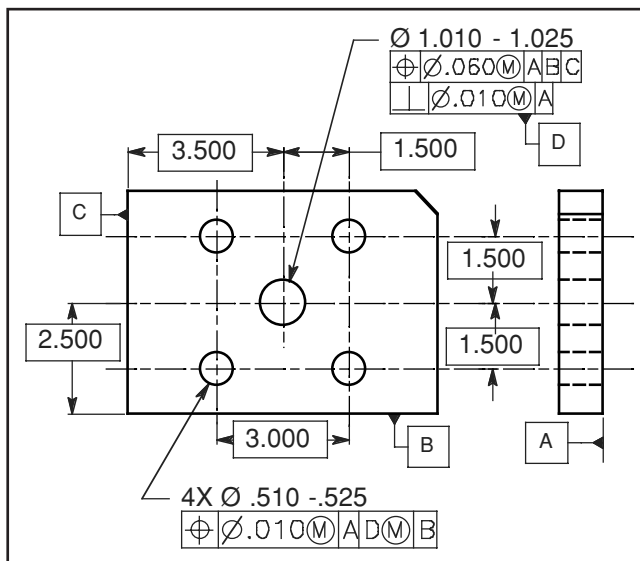 Ø 1.010 - 1.025
⌖ Ø.060Ⓜ A B C
⊥ Ø.010Ⓜ A
D
3.500
1.500
C
1.500
2.500
1.500
3.000
B
A
4X Ø .510 -.525
⌖ Ø.010Ⓜ A DⓂ B